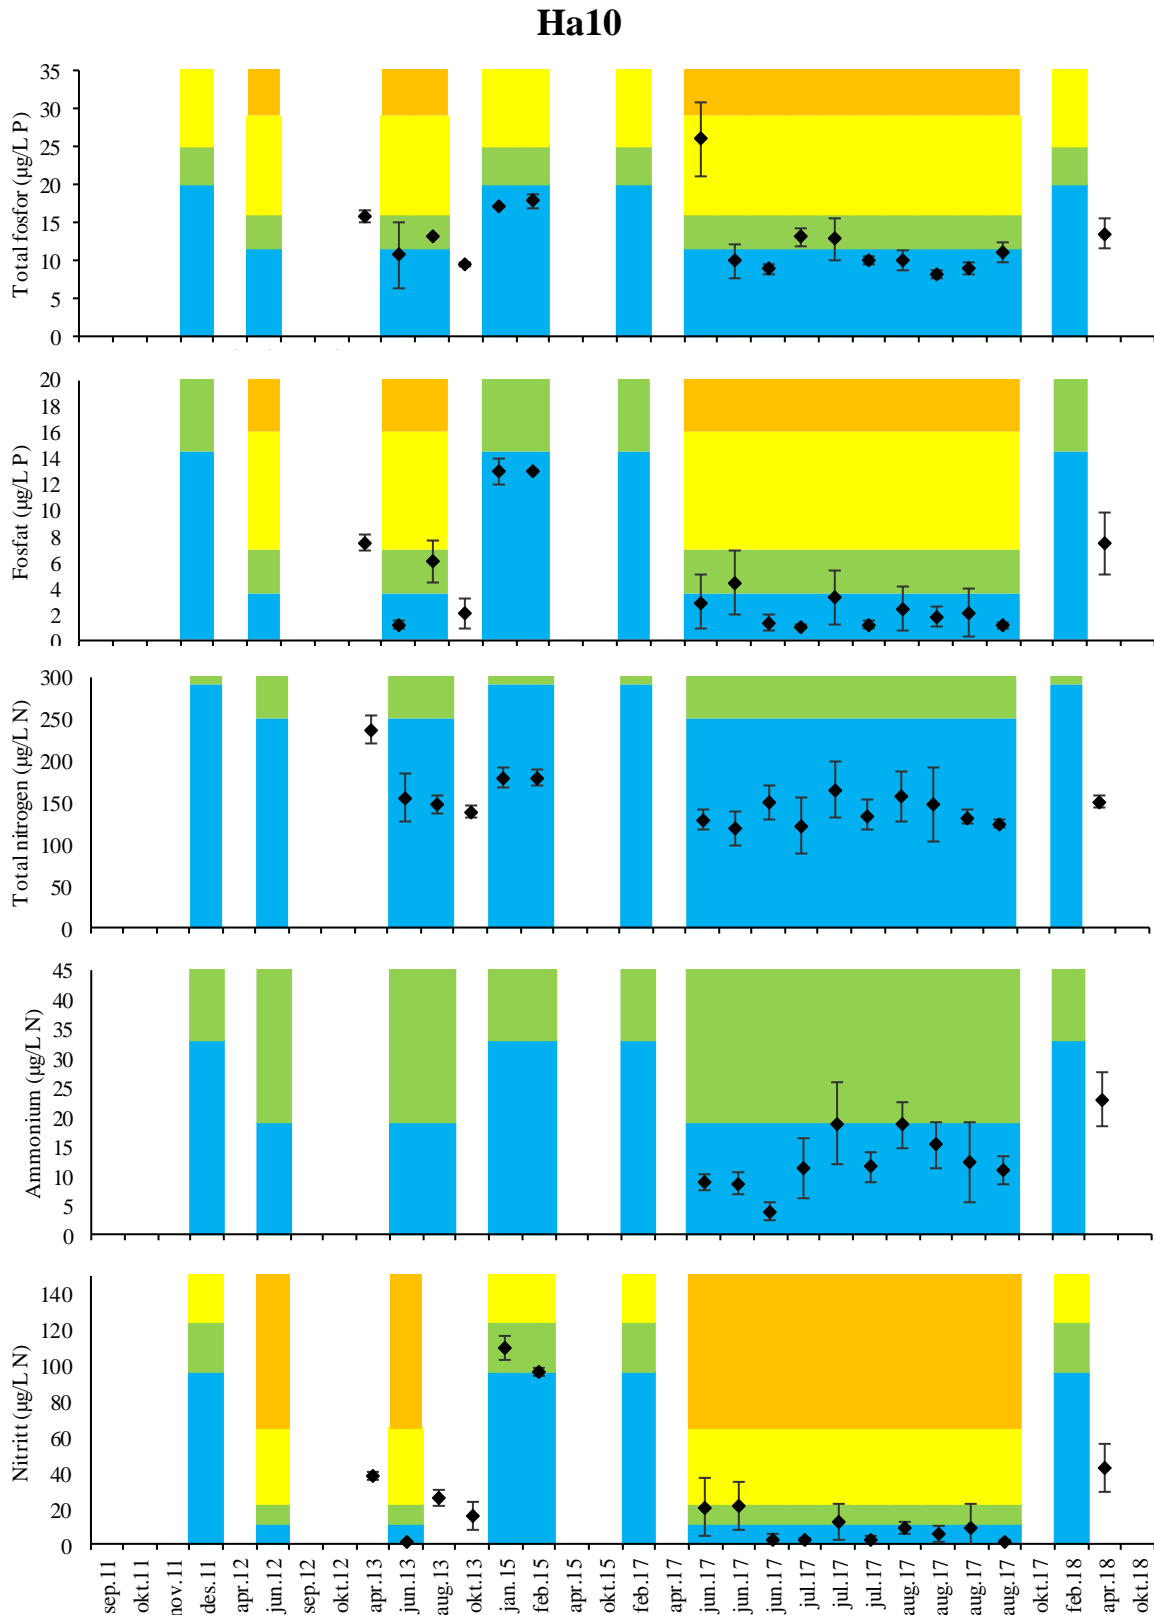 Ha10
Total fosfor (µg/L P)
35
30
25
20
15
10
5
0
Fosfat (µg/L P)
20
18
16
14
12
10
8
6
4
2
0
Total nitrogen (µg/L N)
300
250
200
150
100
50
0
Ammonium (µg/L N)
45
40
35
30
25
20
15
10
5
0
Nitritt (µg/L N)
140
120
100
80
60
40
20
0
sep.11
okt.11
nov.11
des.11
apr.12
jun.12
sep.12
okt.12
apr.13
jun.13
aug.13
okt.13
jan.15
feb.15
apr.15
okt.15
feb.17
apr.17
jun.17
jun.17
jun.17
jul.17
jul.17
jul.17
aug.17
aug.17
aug.17
aug.17
okt.17
feb.18
apr.18
okt.18